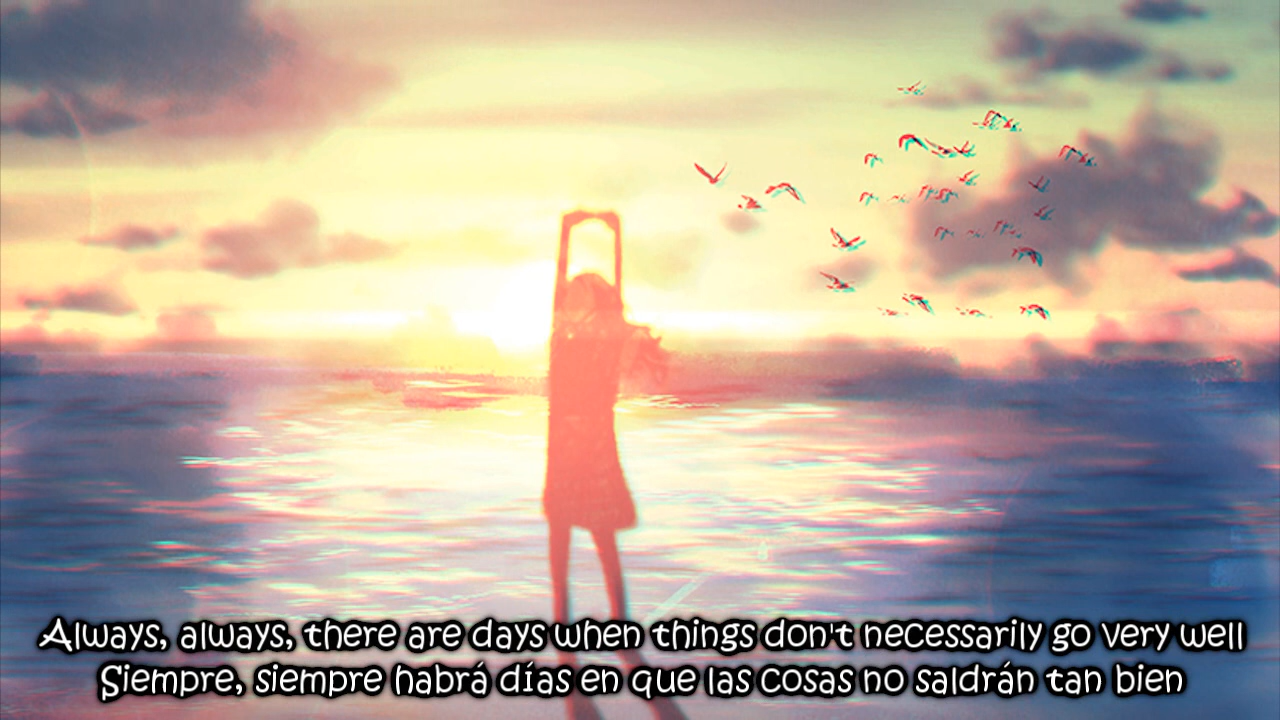 Always, always, there are days when things don't necessarily go very well
Siempre, siempre habrá días en que las cosas no saldrán tan bien